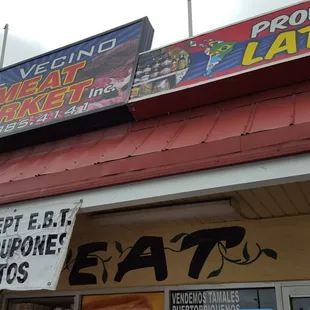 VECINO
MEAT
MARKET Inc.
PRO
LAT
EPT E.B.T.
UPONES
TOS
EAT
VENDEMOS TAMALES
PUERTORRIQUEÑOS